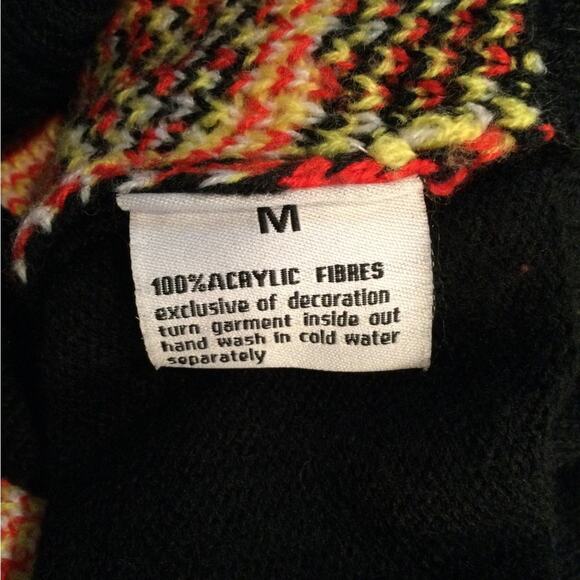 M
100%ACRYLIC FIBRES
exclusive of decoration
turn garment inside out
hand wash in cold water
separately